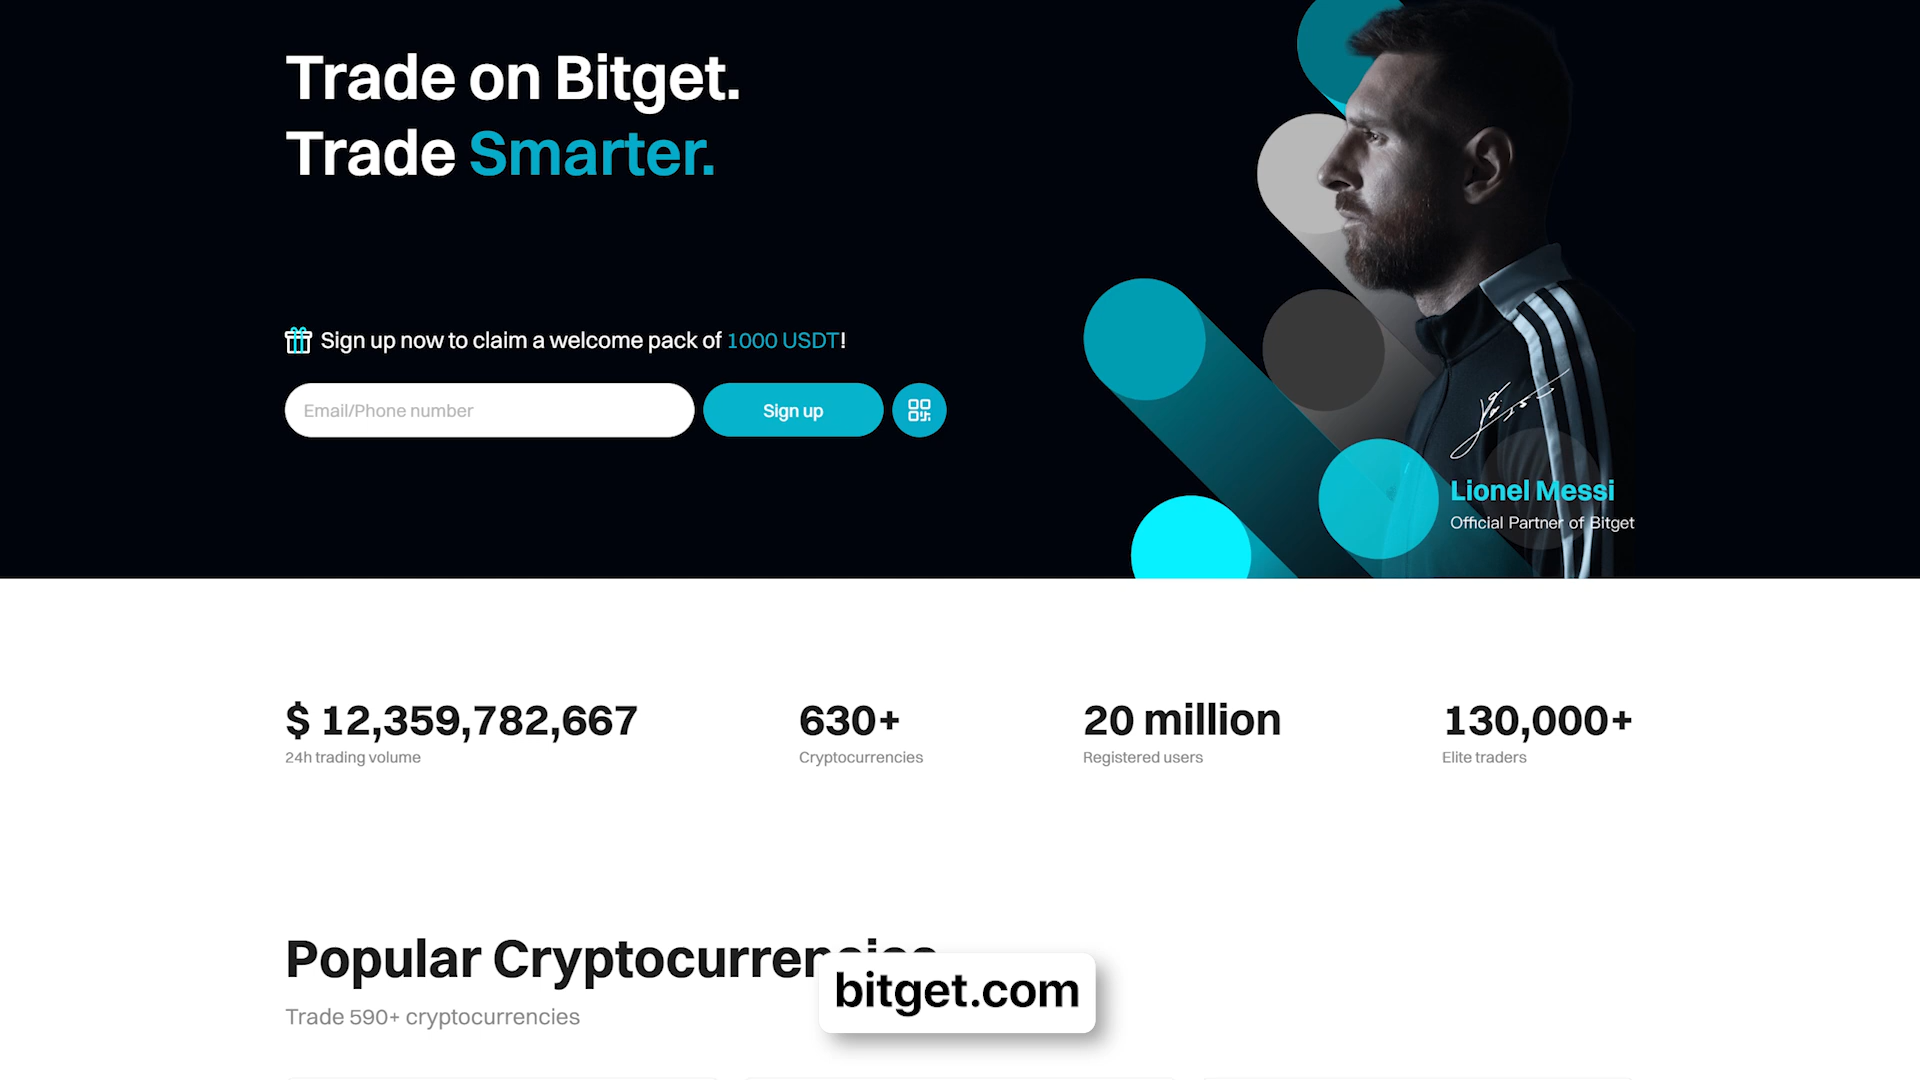 Trade on Bitget.
Trade Smarter.
Sign up now to claim a welcome pack of 1000 USDT!
Email/Phone number
Sign up
Lionel Messi
Official Partner of Bitget
$ 12,359,782,667
24h trading volume
630+
Cryptocurrencies
20 million
Registered users
130,000+
Elite traders
Popular Cryptocurrencies
Trade 590+ cryptocurrencies
bitget.com